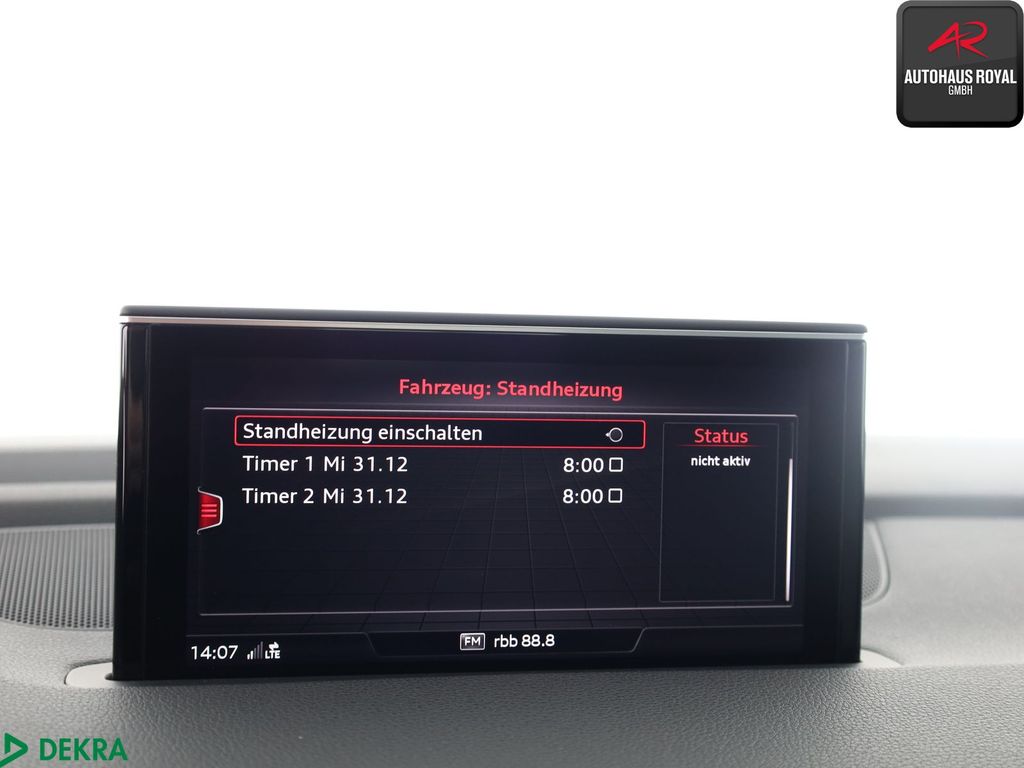 AR
AUTOHAUS ROYAL
GMBH
Fahrzeug: Standheizung
Standheizung einschalten
Timer 1 Mi 31.12 8:00
Timer 2 Mi 31.12 8:00
Status
nicht aktiv
14:07 LTE
FM rbb 88.8
DEKRA